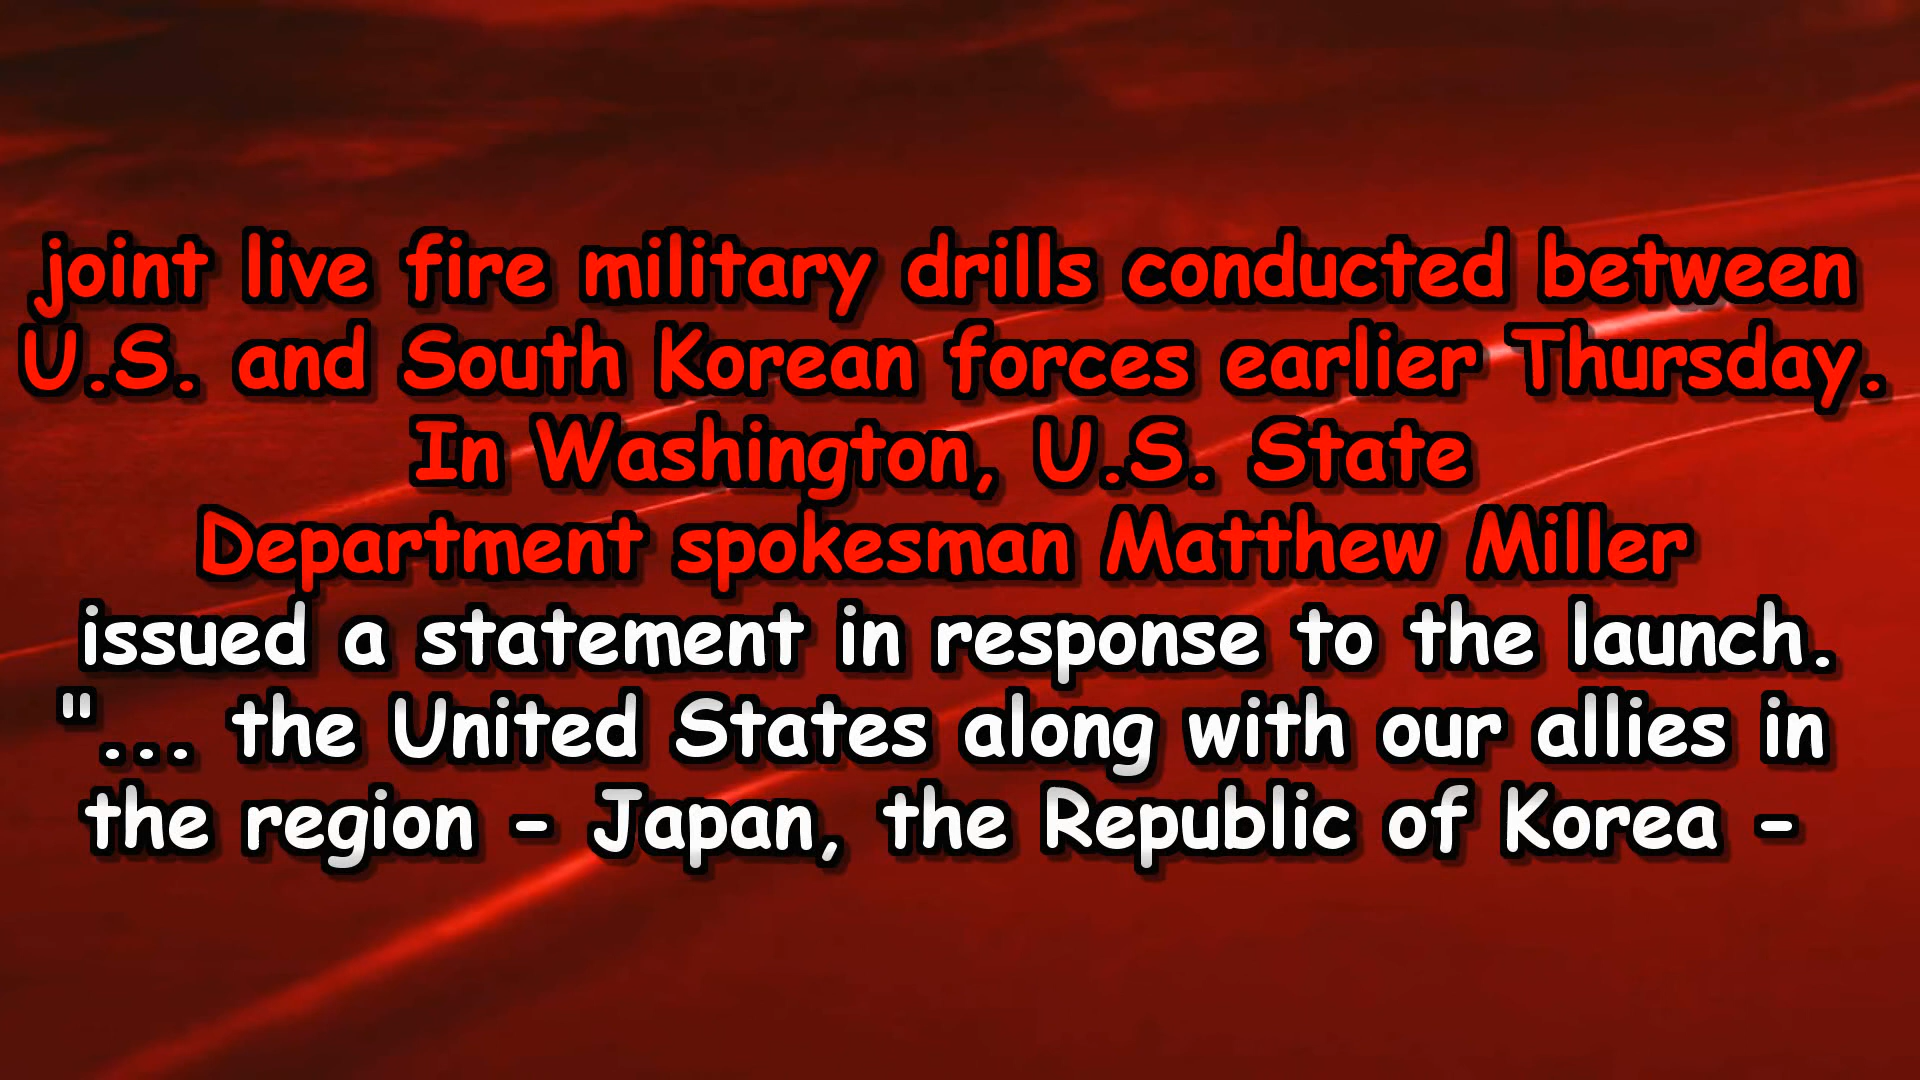 joint live fire military drills conducted between
U.S. and South Korean forces earlier Thursday.
In Washington, U.S. State
Department spokesman Matthew Miller
issued a statement in response to the launch.
"... the United States along with our allies in
the region - Japan, the Republic of Korea -